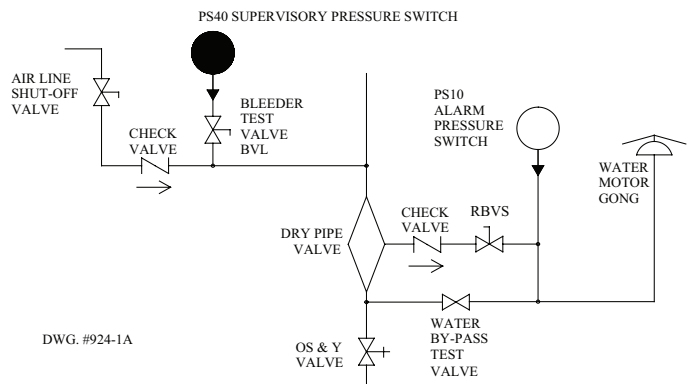 PS40 SUPERVISORY PRESSURE SWITCH
AIR LINE
SHUT-OFF
VALVE
BLEEDER
TEST
VALVE
BVL
CHECK
VALVE
PS10
ALARM
PRESSURE
SWITCH
WATER
MOTOR
GONG
DRY PIPE
VALVE
CHECK
VALVE
RBVS
DWG. #924-1A
OS & Y
VALVE
WATER
BY-PASS
TEST
VALVE